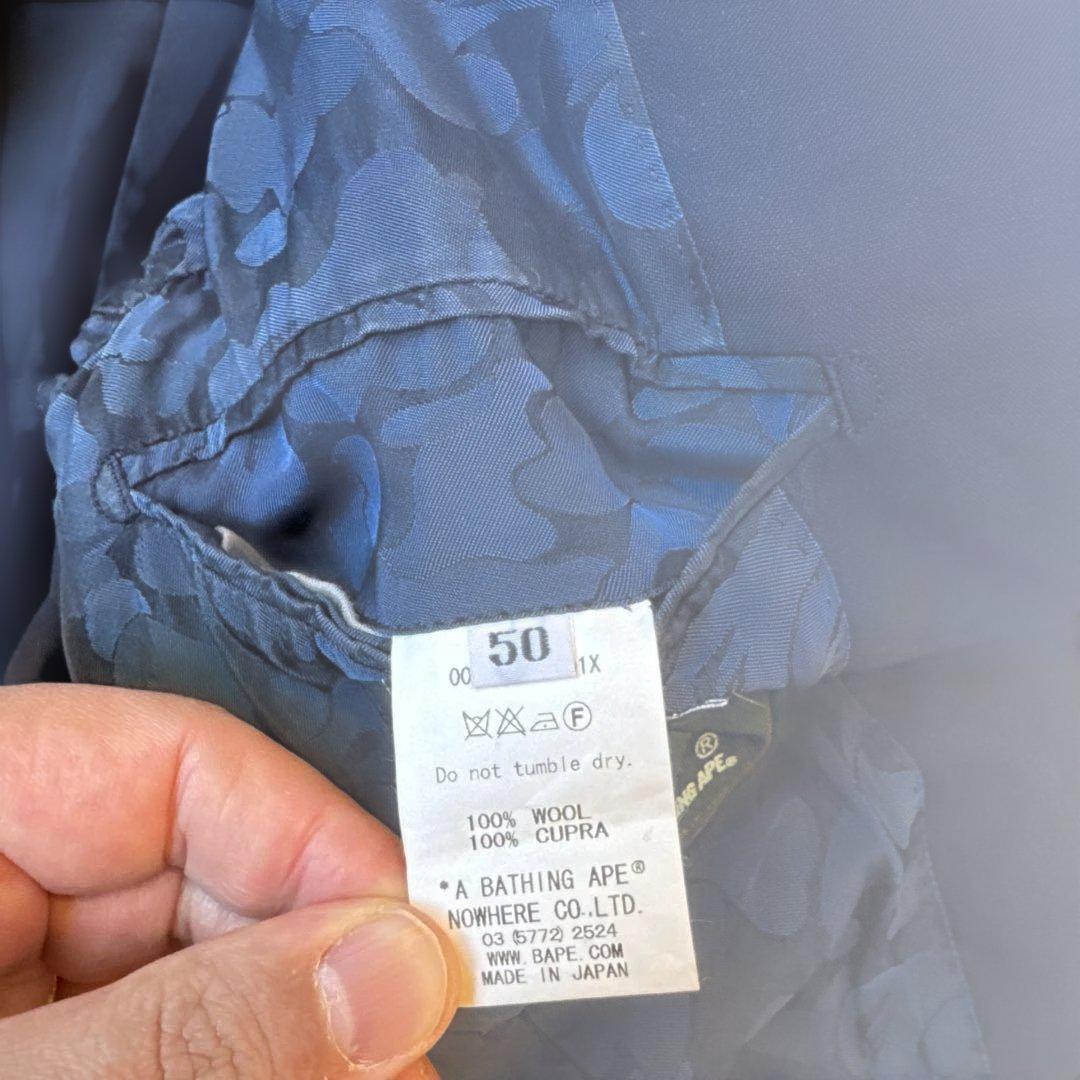 50
00 1X
F
Do not tumble dry.
100% WOOL
100% CUPRA
*A BATHING APE®
NOWHERE CO.,LTD.
03 (5772) 2524
WWW.BAPE.COM
MADE IN JAPAN
®
APE®